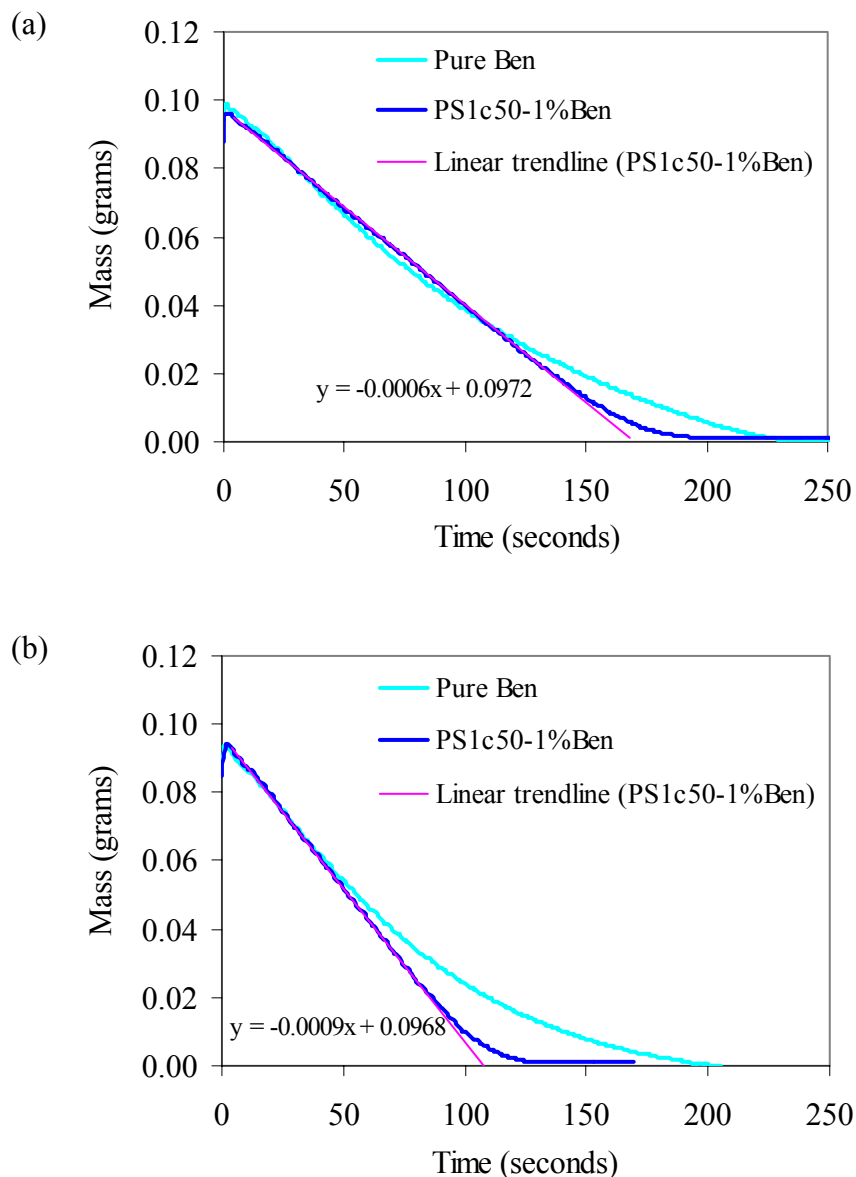 (a)
0.12
0.10
0.08
0.06
0.04
0.02
0.00
Mass (grams)
Pure Ben
PS1c50-1%Ben
Linear trendline (PS1c50-1%Ben)
y = -0.0006x + 0.0972
0 50 100 150 200 250
Time (seconds)
(b)
0.12
0.10
0.08
0.06
0.04
0.02
0.00
Mass (grams)
Pure Ben
PS1c50-1%Ben
Linear trendline (PS1c50-1%Ben)
y = -0.0009x + 0.0968
0 50 100 150 200 250
Time (seconds)